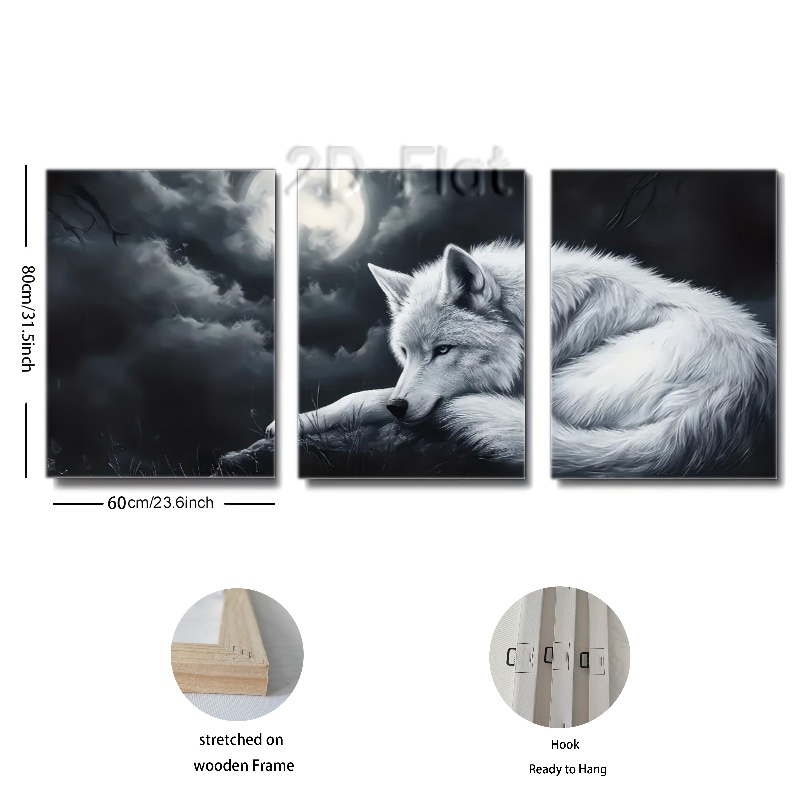 2D Flat
80cm/31.5inch
60cm/23.6inch
stretched on
wooden Frame
Hook
Ready to Hang